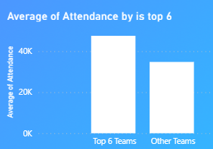 Average of Attendance by is top 6
Average of Attendance
40K
20K
0K
Top 6 Teams
Other Teams